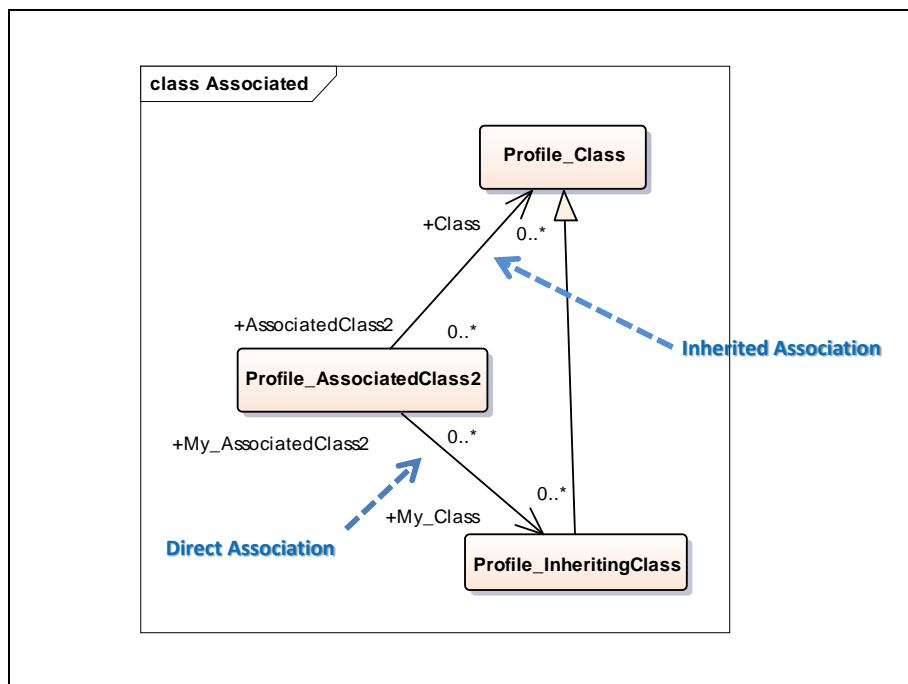 class Associated
Profile_Class
+Class
0..*
Inherited Association
+AssociatedClass2
0..*
Profile_AssociatedClass2
+My_AssociatedClass2
0..*
0..*
+My_Class
Direct Association
Profile_InheritingClass